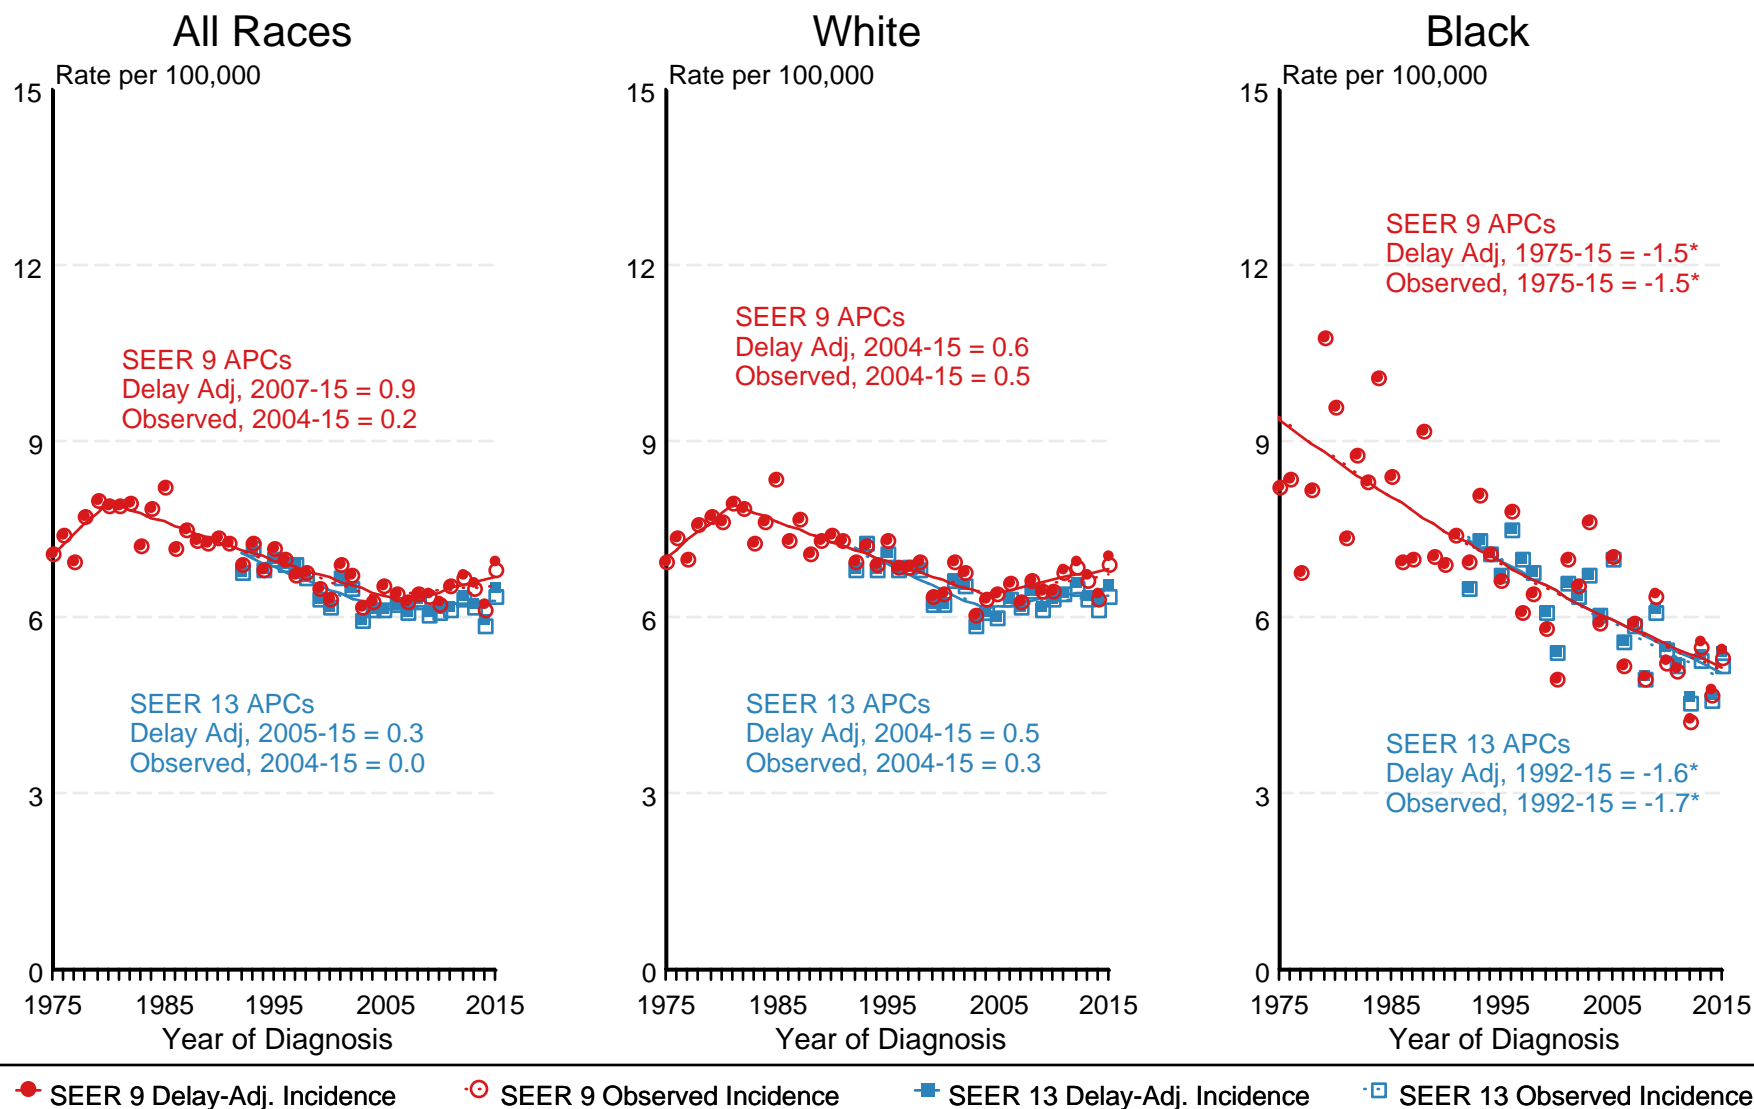 All Races
Rate per 100,000
15
12
9
6
3
0
SEER 9 APCs
Delay Adj, 2007-15 = 0.9
Observed, 2004-15 = 0.2
SEER 13 APCs
Delay Adj, 2005-15 = 0.3
Observed, 2004-15 = 0.0
1975 1985 1995 2005 2015
Year of Diagnosis
White
Rate per 100,000
15
12
9
6
3
0
SEER 9 APCs
Delay Adj, 2004-15 = 0.6
Observed, 2004-15 = 0.5
SEER 13 APCs
Delay Adj, 2004-15 = 0.5
Observed, 2004-15 = 0.3
1975 1985 1995 2005 2015
Year of Diagnosis
Black
Rate per 100,000
15
12
9
6
3
0
SEER 9 APCs
Delay Adj, 1975-15 = -1.5*
Observed, 1975-15 = -1.5*
SEER 13 APCs
Delay Adj, 1992-15 = -1.6*
Observed, 1992-15 = -1.7*
1975 1985 1995 2005 2015
Year of Diagnosis
SEER 9 Delay-Adj. Incidence SEER 9 Observed Incidence SEER 13 Delay-Adj. Incidence SEER 13 Observed Incidence